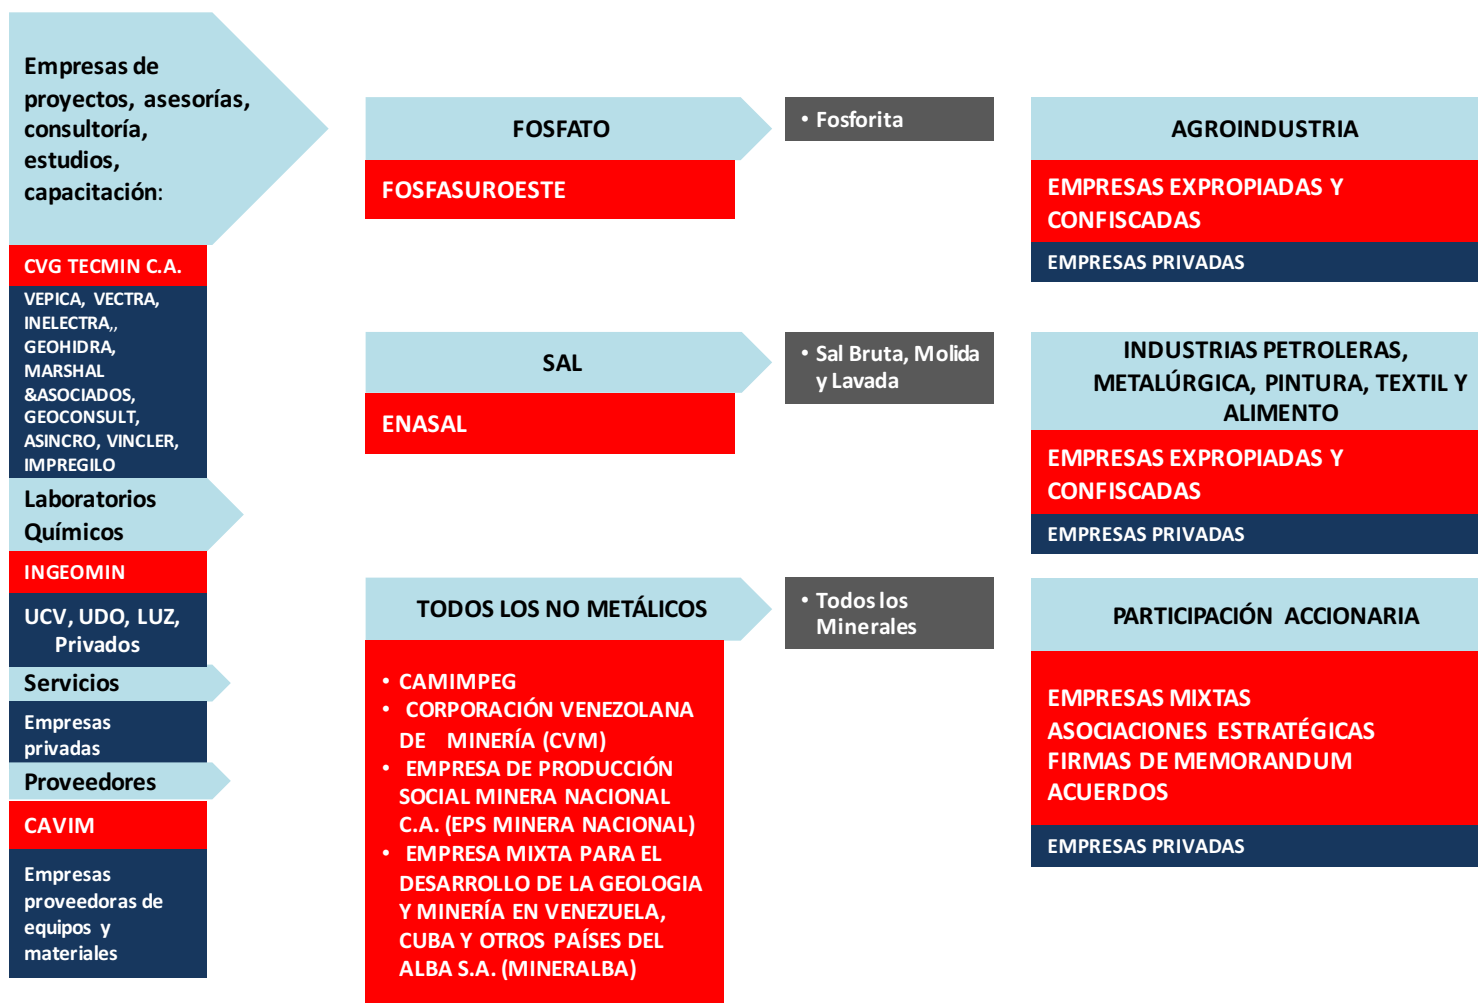 Empresas de
proyectos, asesorías,
consultoría,
estudios,
capacitación:
CVG TECMIN C.A.
VEPICA, VECTRA,
INELECTRA,,
GEOHIDRA,
MARSHAL
&ASOCIADOS,
GEOCONSULT,
ASINCRO, VINCLER,
IMPREGILO
Laboratorios
Químicos
INGEOMIN
UCV, UDO, LUZ,
Privados
Servicios
Empresas
privadas
Proveedores
CAVIM
Empresas
proveedoras de
equipos y
materiales
FOSFATO
FOSFASUROESTE
• Fosforita
AGROINDUSTRIA
EMPRESAS EXPROPIADAS Y
CONFISCADAS
EMPRESAS PRIVADAS
SAL
ENASAL
• Sal Bruta, Molida
y Lavada
INDUSTRIAS PETROLERAS,
METALÚRGICA, PINTURA, TEXTIL Y
ALIMENTO
EMPRESAS EXPROPIADAS Y
CONFISCADAS
EMPRESAS PRIVADAS
TODOS LOS NO METÁLICOS
• CAMIMPEG
• CORPORACIÓN VENEZOLANA
DE MINERÍA (CVM)
• EMPRESA DE PRODUCCIÓN
SOCIAL MINERA NACIONAL
C.A. (EPS MINERA NACIONAL)
• EMPRESA MIXTA PARA EL
DESARROLLO DE LA GEOLOGIA
Y MINERÍA EN VENEZUELA,
CUBA Y OTROS PAÍSES DEL
ALBA S.A. (MINERALBA)
• Todos los
Minerales
PARTICIPACIÓN ACCIONARIA
EMPRESAS MIXTAS
ASOCIACIONES ESTRATÉGICAS
FIRMAS DE MEMORANDUM
ACUERDOS
EMPRESAS PRIVADAS